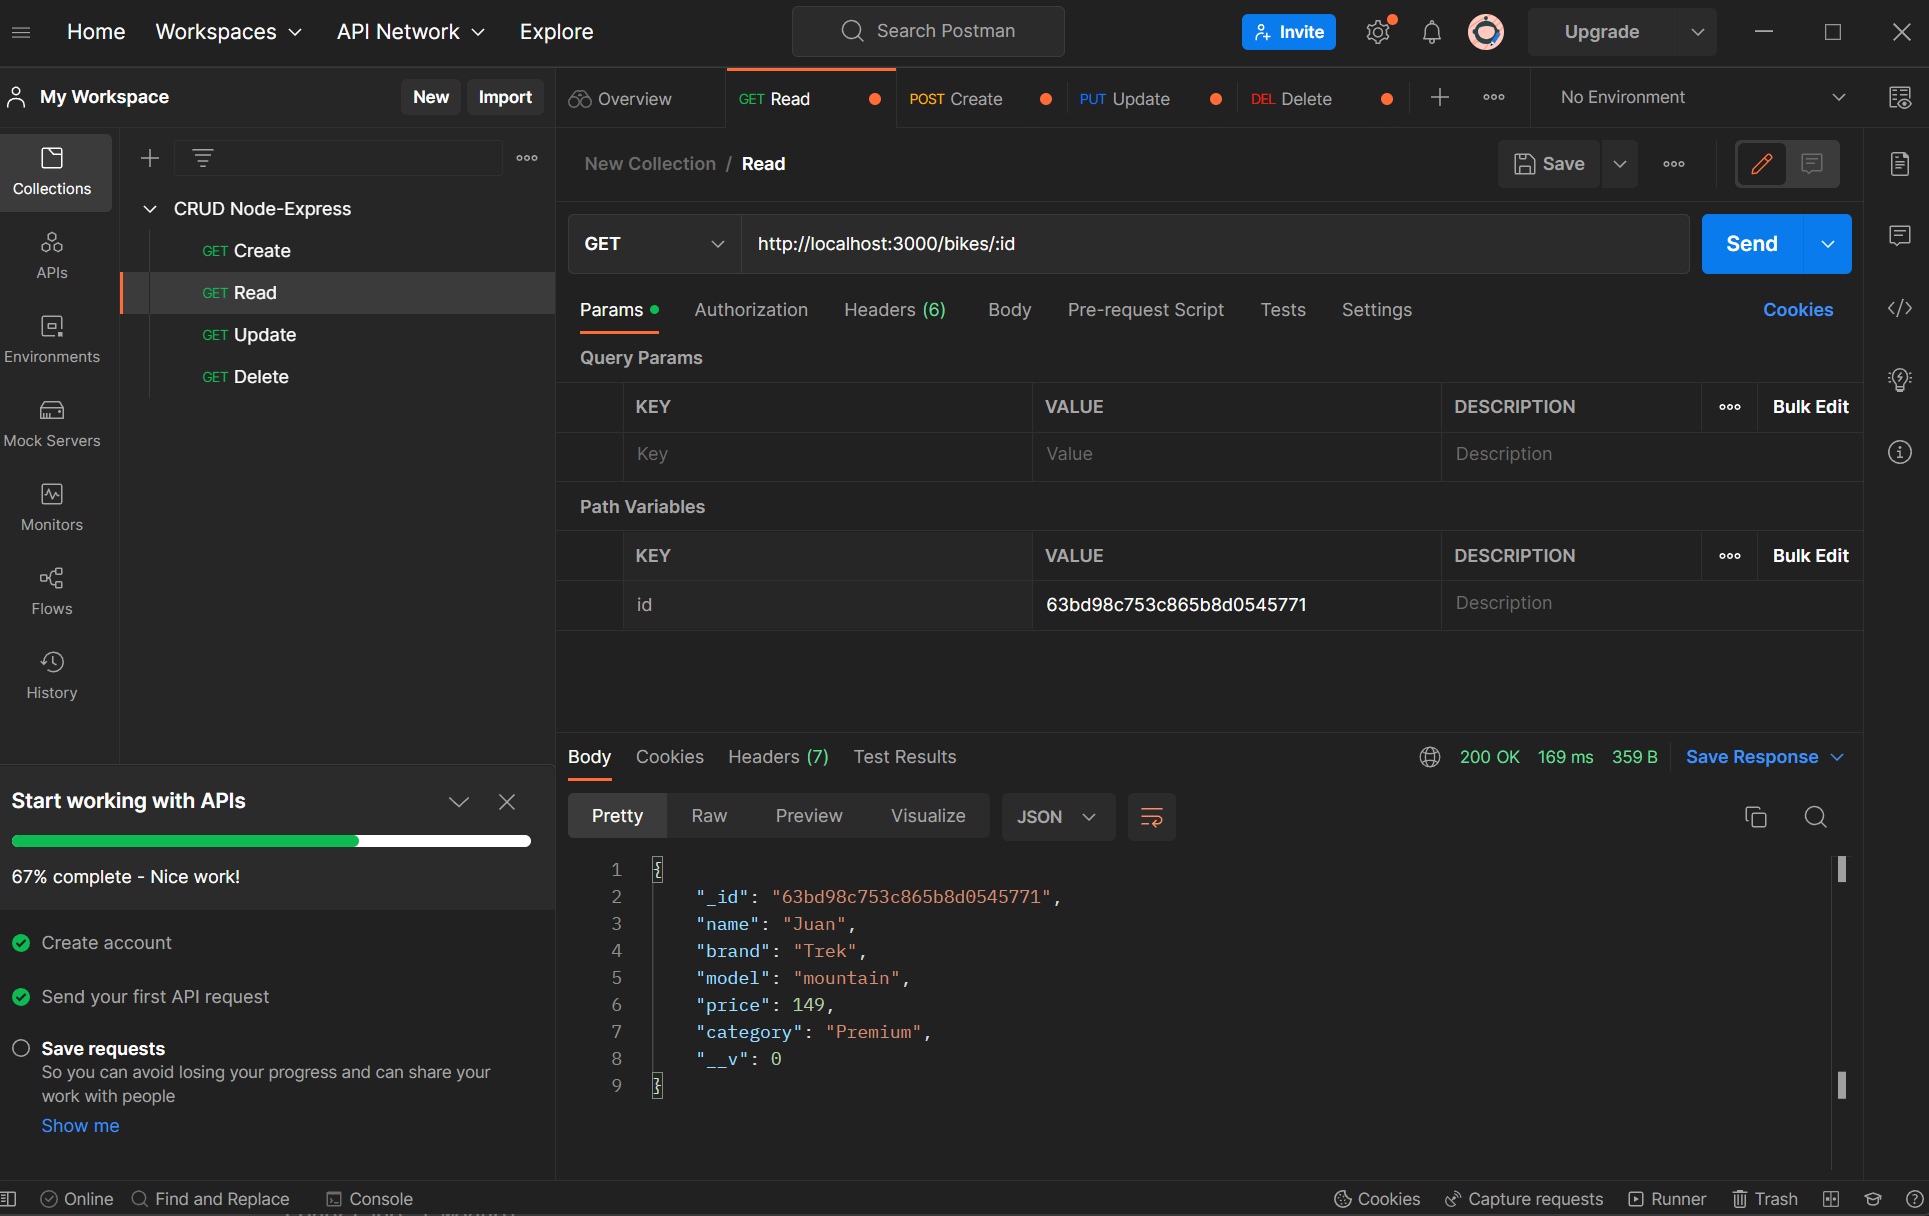 Home Workspaces API Network Explore Search Postman Invite Upgrade
My Workspace New Import
Overview GET Read POST Create PUT Update DEL Delete No Environment
Collections
APIs
Environments
Mock Servers
Monitors
Flows
History
CRUD Node-Express
GET Create
GET Read
GET Update
GET Delete
New Collection / Read Save
GET http://localhost:3000/bikes/:id Send
Params Authorization Headers (6) Body Pre-request Script Tests Settings Cookies
Query Params
KEY VALUE DESCRIPTION Bulk Edit
Key Value Description
Path Variables
KEY VALUE DESCRIPTION Bulk Edit
id 63bd98c753c865b8d0545771 Description
Body Cookies Headers (7) Test Results 200 OK 169 ms 359 B Save Response
Pretty Raw Preview Visualize JSON
1 {
2 "_id": "63bd98c753c865b8d0545771",
3 "name": "Juan",
4 "brand": "Trek",
5 "model": "mountain",
6 "price": 149,
7 "category": "Premium",
8 "__v": 0
9 }
Start working with APIs
67% complete - Nice work!
Create account
Send your first API request
Save requests
So you can avoid losing your progress and can share your
work with people
Show me
Online Find and Replace Console Cookies Capture requests Runner Trash